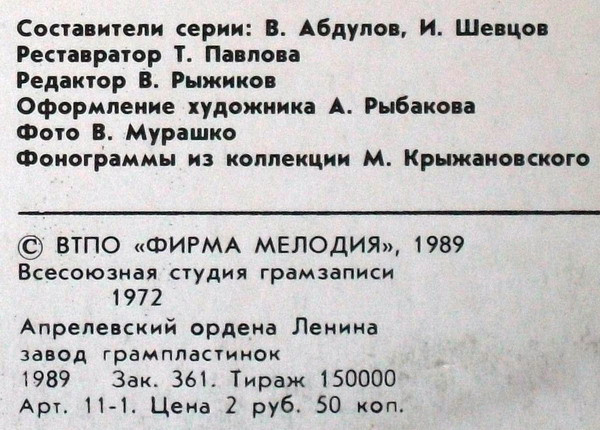 Составители серии: В. Абдулов, И. Шевцов
Реставратор Т. Павлова
Редактор В. Рыжиков
Оформление художника А. Рыбакова
Фото В. Мурашко
Фонограммы из коллекции М. Крыжановского
© ВТПО «ФИРМА МЕЛОДИЯ», 1989
Всесоюзная студия грамзаписи
1972
Апрелевский ордена Ленина
завод грампластинок
1989 Зак. 361. Тираж 150000
Арт. 11-1. Цена 2 руб. 50 коп.